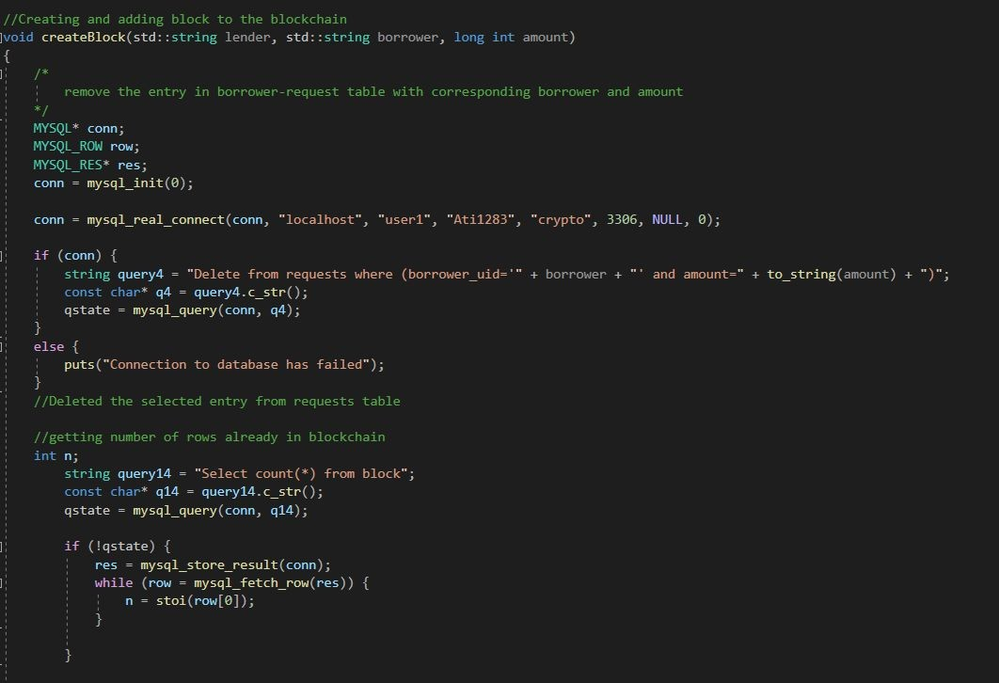 //Creating and adding block to the blockchain
void createBlock(std::string lender, std::string borrower, long int amount)
{
    /*
        remove the entry in borrower-request table with corresponding borrower and amount
    */
    MYSQL* conn;
    MYSQL_ROW row;
    MYSQL_RES* res;
    conn = mysql_init(0);

    conn = mysql_real_connect(conn, "localhost", "user1", "Ati1283", "crypto", 3306, NULL, 0);

    if (conn) {
        string query4 = "Delete from requests where (borrower_uid='" + borrower + "' and amount=" + to_string(amount) + ")";
        const char* q4 = query4.c_str();
        qstate = mysql_query(conn, q4);
    }
    else {
        puts("Connection to database has failed");
    }
    //Deleted the selected entry from requests table

    //getting number of rows already in blockchain
    int n;
        string query14 = "Select count(*) from block";
        const char* q14 = query14.c_str();
        qstate = mysql_query(conn, q14);

        if (!qstate) {
            res = mysql_store_result(conn);
            while (row = mysql_fetch_row(res)) {
                n = stoi(row[0]);
            }

        }